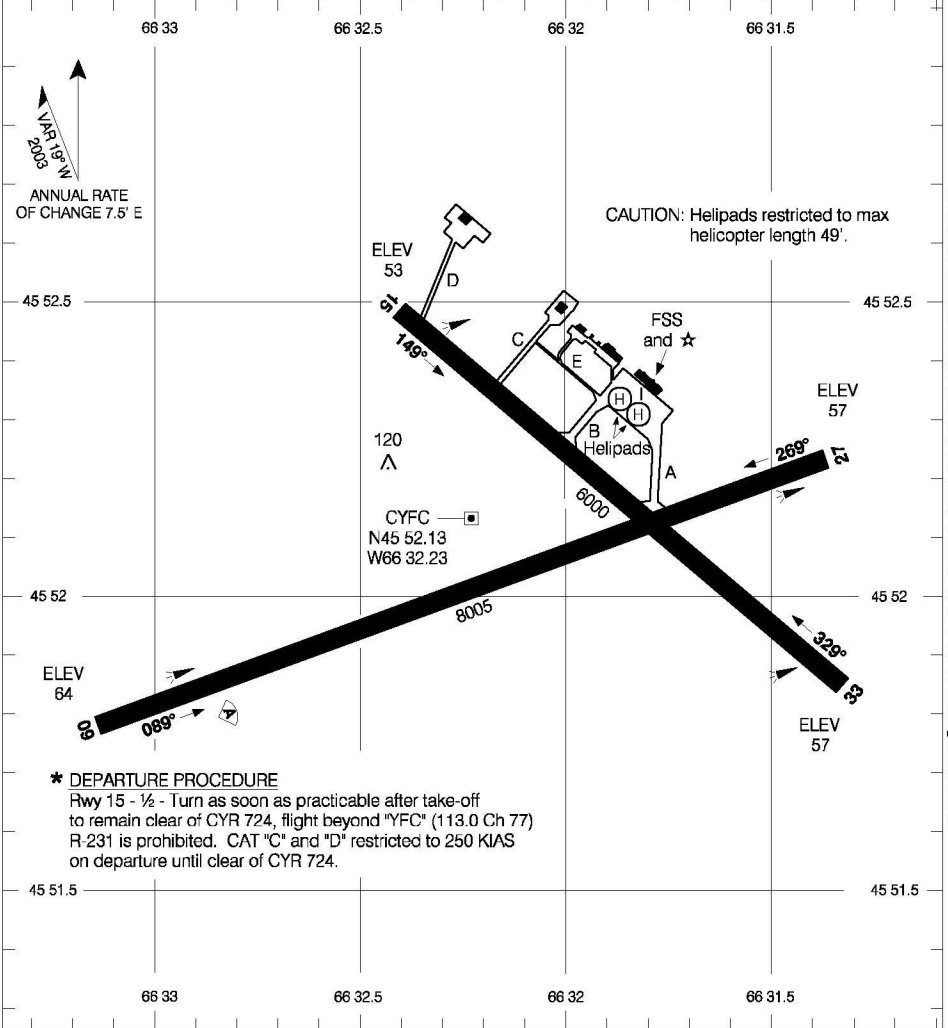 66 33
66 32.5
66 32
66 31.5
VAR 19° W
2003
ANNUAL RATE
OF CHANGE 7.5' E
CAUTION: Helipads restricted to max
helicopter length 49'.
ELEV
53
D
45 52.5
45 52.5
15
149°
C
E
FSS
and
I
H
H
B
Helipads
A
ELEV
57
269°
27
120
6000
CYFC
N45 52.13
W66 32.23
45 52
45 52
8005
329°
33
ELEV
64
09
089°
A
ELEV
57
* DEPARTURE PROCEDURE
Rwy 15 - ½ - Turn as soon as practicable after take-off
to remain clear of CYR 724, flight beyond "YFC" (113.0 Ch 77)
R-231 is prohibited. CAT "C" and "D" restricted to 250 KIAS
on departure until clear of CYR 724.
45 51.5
45 51.5
66 33
66 32.5
66 32
66 31.5